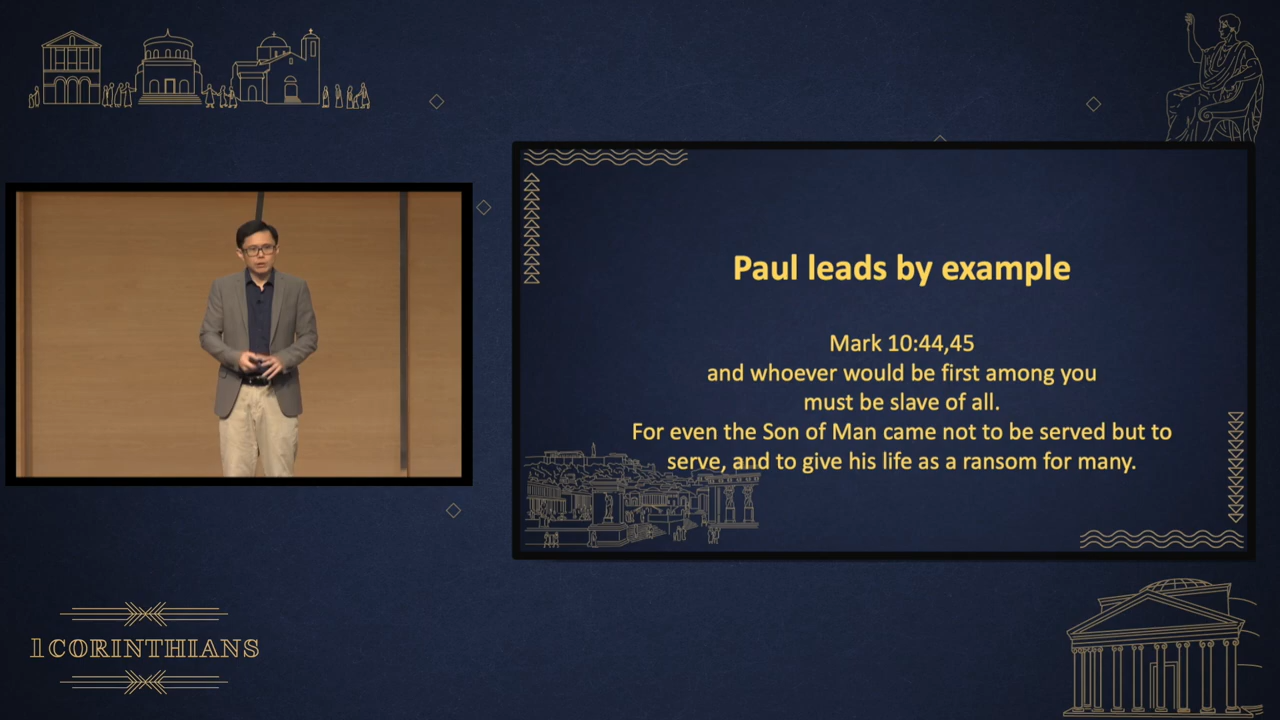 Paul leads by example
Mark 10:44,45
and whoever would be first among you
must be slave of all.
For even the Son of Man came not to be served but to
serve, and to give his life as a ransom for many.
1CORINTHIANS